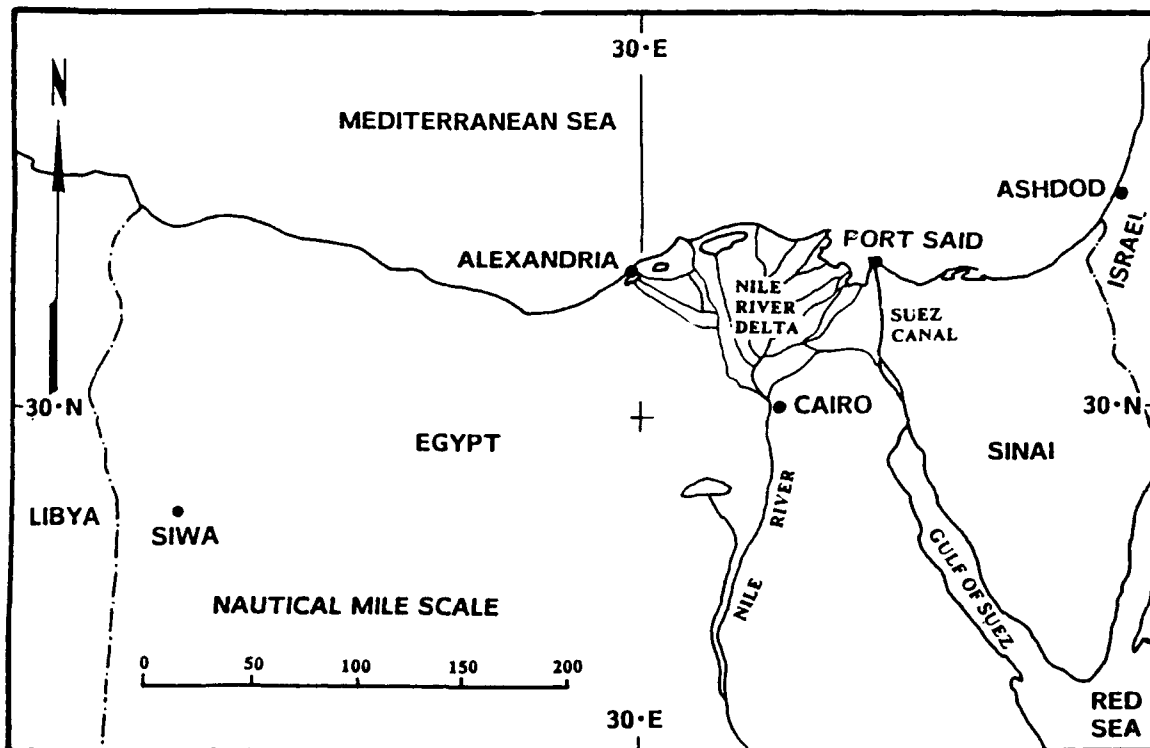 30·E
N
MEDITERRANEAN SEA
ASHDOD
ISRAEL
PORT SAID
ALEXANDRIA
NILE
RIVER
DELTA
SUEZ
CANAL
30·N
CAIRO
30·N
EGYPT
SINAI
LIBYA
SIWA
RIVER
NILE
GULF OF SUEZ
NAUTICAL MILE SCALE
0 50 100 150 200
30·E
RED
SEA